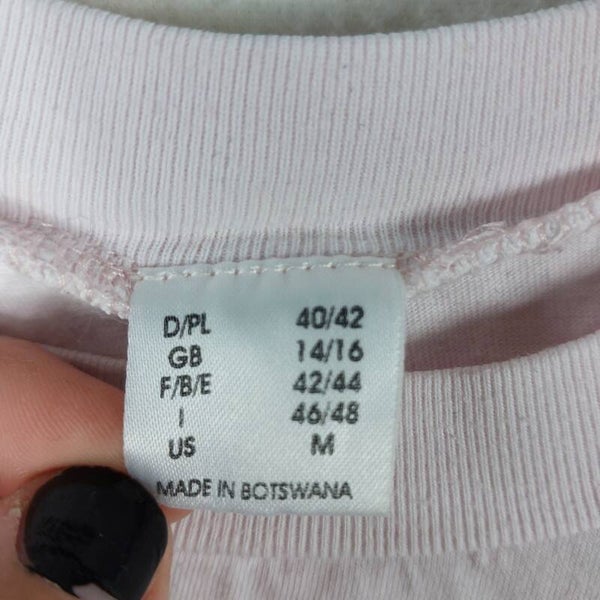 D/PL 40/42
GB 14/16
F/B/E 42/44
I 46/48
US M
MADE IN BOTSWANA